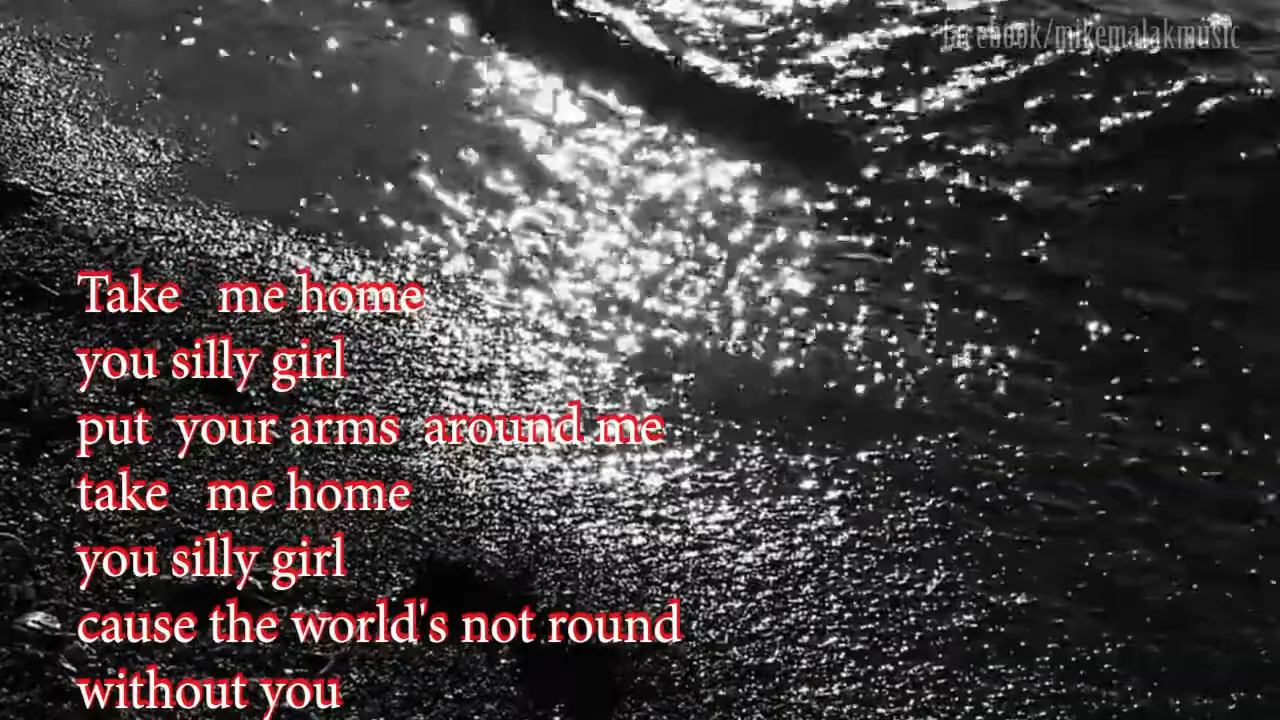 facebook/mikemalakmusic
Take me home
you silly girl
put your arms around me
take me home
you silly girl
cause the world's not round
without you